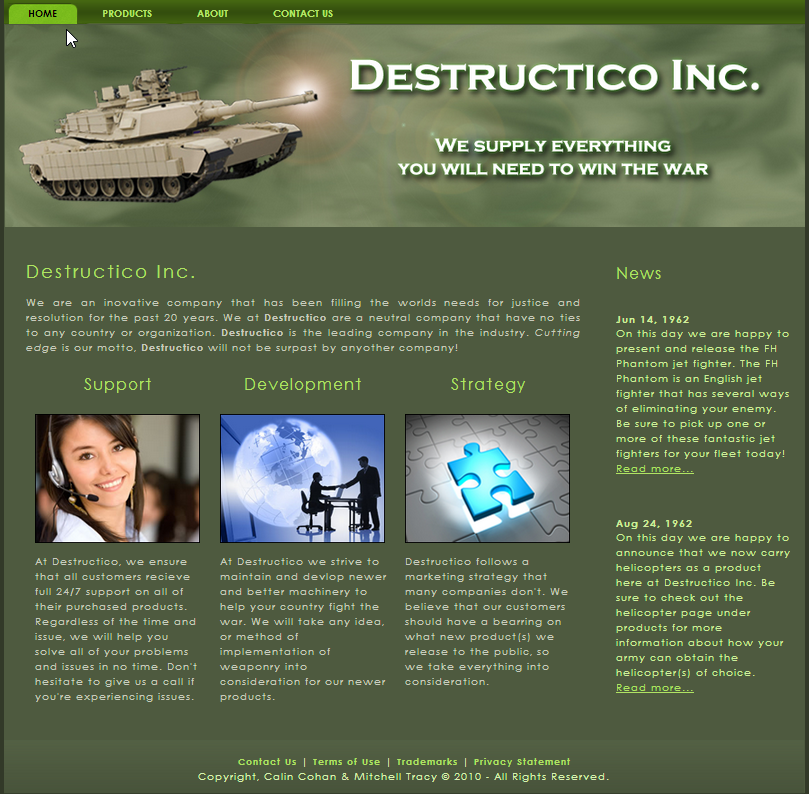 HOME PRODUCTS ABOUT CONTACT US
DESTRUCTICO INC.
WE SUPPLY EVERYTHING
YOU WILL NEED TO WIN THE WAR
Destructico Inc.
We are an inovative company that has been filling the worlds needs for justice and
resolution for the past 20 years. We at Destructico are a neutral company that have no ties
to any country or organization. Destructico is the leading company in the industry. Cutting
edge is our motto, Destructico will not be surpast by anyother company!
Support
At Destructico, we ensure
that all customers recieve
full 24/7 support on all of
their purchased products.
Regardless of the time and
issue, we will help you
solve all of your problems
and issues in no time. Don't
hesitate to give us a call if
you're experiencing issues.
Development
At Destructico we strive to
maintain and devlop newer
and better machinery to
help your country fight the
war. We will take any idea,
or method of
implementation of
weaponry into
consideration for our newer
products.
Strategy
Destructico follows a
marketing strategy that
many companies don't. We
believe that our customers
should have a bearring on
what new product(s) we
release to the public, so
we take everything into
consideration.
News
Jun 14, 1962
On this day we are happy to
present and release the FH
Phantom jet fighter. The FH
Phantom is an English jet
fighter that has several ways
of eliminating your enemy.
Be sure to pick up one or
more of these fantastic jet
fighters for your fleet today!
Read more...
Aug 24, 1962
On this day we are happy to
announce that we now carry
helicopters as a product
here at Destructico Inc. Be
sure to check out the
helicopter page under
products for more
information about how your
army can obtain the
helicopter(s) of choice.
Read more...
Contact Us | Terms of Use | Trademarks | Privacy Statement
Copyright, Calin Cohan & Mitchell Tracy © 2010 - All Rights Reserved.